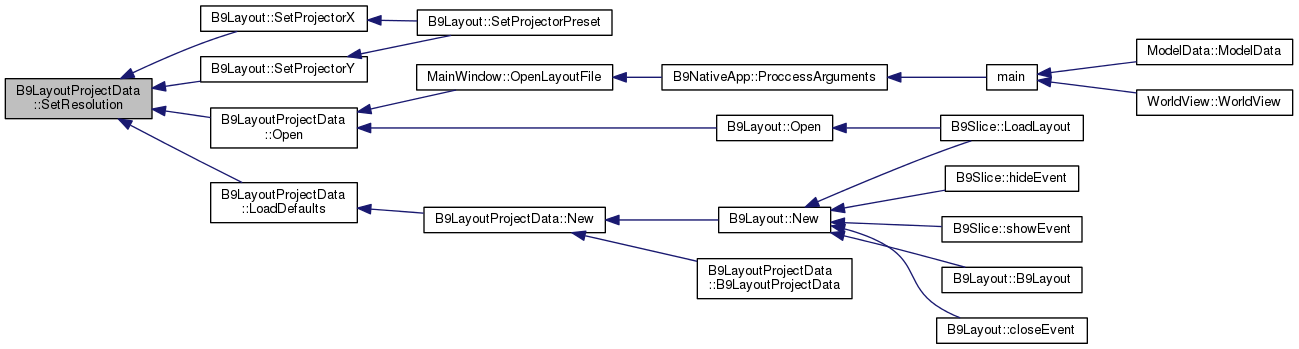 B9LayoutProjectData
::SetResolution
B9Layout::SetProjectorX
B9Layout::SetProjectorPreset
B9Layout::SetProjectorY
B9LayoutProjectData
::Open
MainWindow::OpenLayoutFile
B9NativeApp::ProccessArguments
main
ModelData::ModelData
WorldView::WorldView
B9Layout::Open
B9Slice::LoadLayout
B9LayoutProjectData
::LoadDefaults
B9LayoutProjectData::New
B9Layout::New
B9Slice::hideEvent
B9Slice::showEvent
B9Layout::B9Layout
B9Layout::closeEvent
B9LayoutProjectData
::B9LayoutProjectData